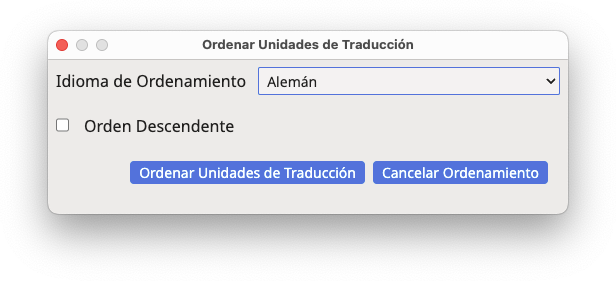 Ordenar Unidades de Traducción
Idioma de Ordenamiento Alemán
Orden Descendente
Ordenar Unidades de Traducción Cancelar Ordenamiento